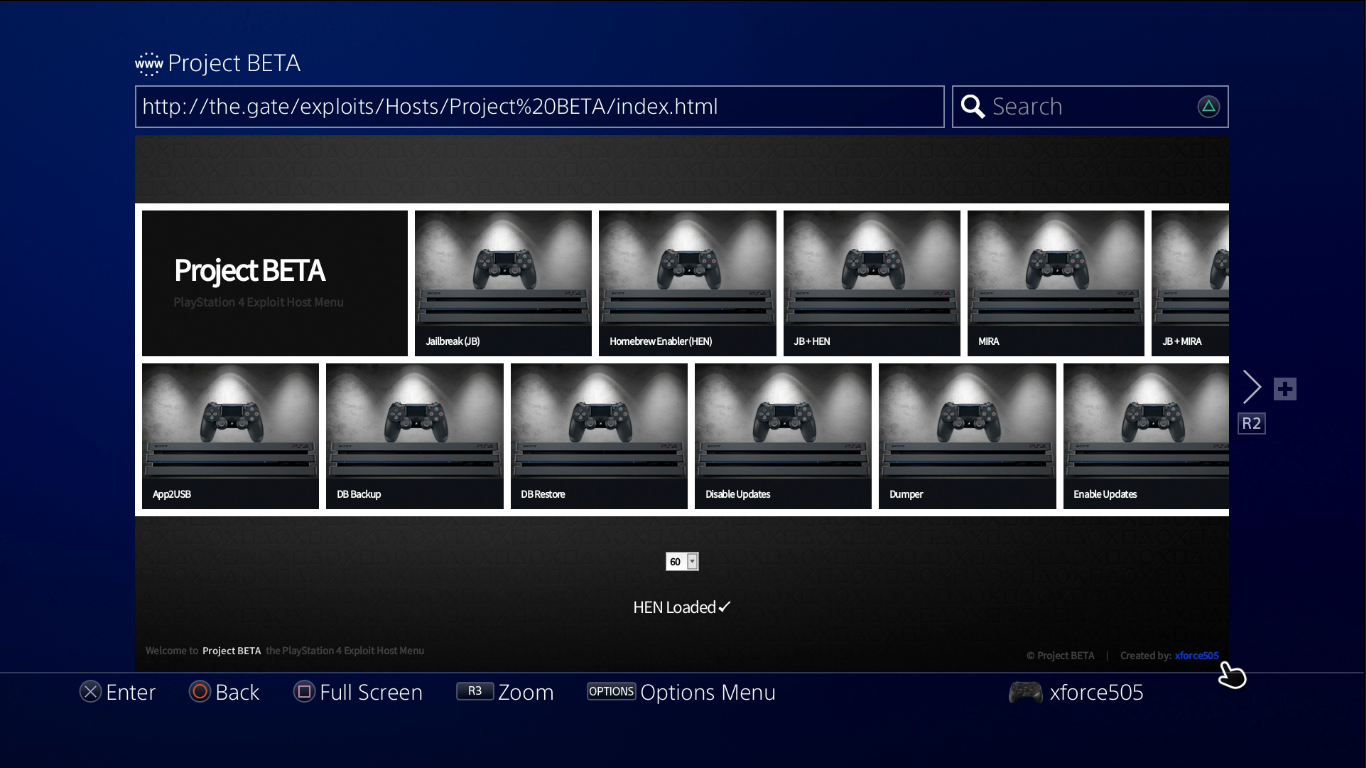 www Project BETA
http://the.gate/exploits/Hosts/Project%20BETA/index.html
Search
Project BETA
PlayStation 4 Exploit Host Menu
Jailbreak (JB)
Homebrew Enabler (HEN)
JB + HEN
MIRA
JB + MIRA
App2USB
DB Backup
DB Restore
Disable Updates
Dumper
Enable Updates
R2
60
HEN Loaded ✓
Welcome to Project BETA the PlayStation 4 Exploit Host Menu
© Project BETA | Created by: xforce505
Enter Back Full Screen R3 Zoom OPTIONS Options Menu xforce505